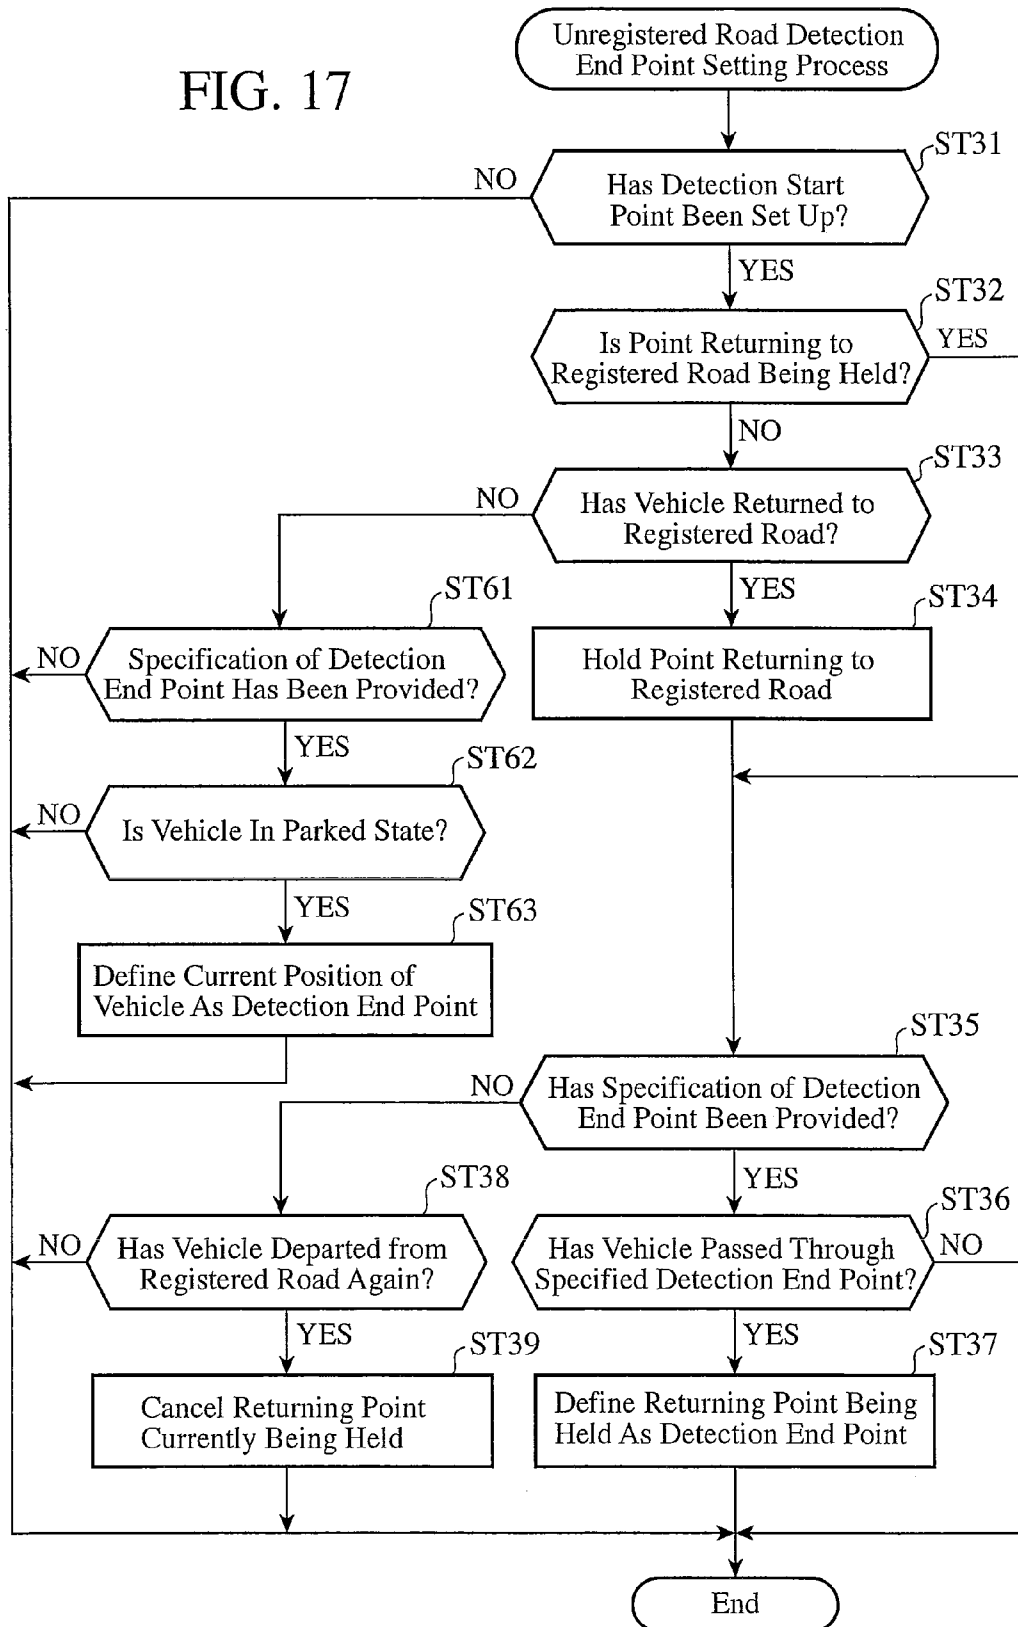 FIG. 17
Unregistered Road Detection
End Point Setting Process
ST31
NO
Has Detection Start
Point Been Set Up?
YES
ST32
Is Point Returning to
Registered Road Being Held?
YES
NO
ST33
NO
Has Vehicle Returned to
Registered Road?
YES
ST61
ST34
NO
Specification of Detection
End Point Has Been Provided?
Hold Point Returning to
Registered Road
YES
ST62
NO
Is Vehicle In Parked State?
YES
ST63
Define Current Position of
Vehicle As Detection End Point
ST35
NO
Has Specification of Detection
End Point Been Provided?
YES
ST38
ST36
NO
Has Vehicle Departed from
Registered Road Again?
Has Vehicle Passed Through
Specified Detection End Point?
NO
YES
YES
ST39
ST37
Cancel Returning Point
Currently Being Held
Define Returning Point Being
Held As Detection End Point
End